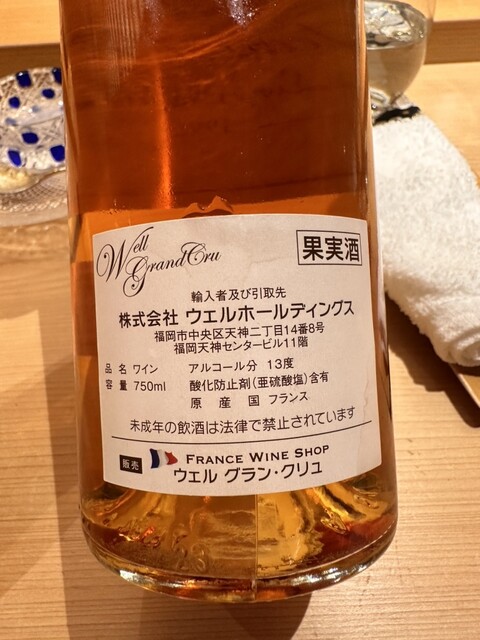 Well
GrandCru
果実酒
輸入者及び引取先
株式会社 ウェルホールディングス
福岡市中央区天神二丁目14番8号
福岡天神センタービル11階
品 名 ワイン アルコール分 13度
容 量 750ml 酸化防止剤(亜硫酸塩)含有
原 産 国 フランス
未成年の飲酒は法律で禁止されています
販売 FRANCE WINE SHOP
ウェル グラン・クリュ